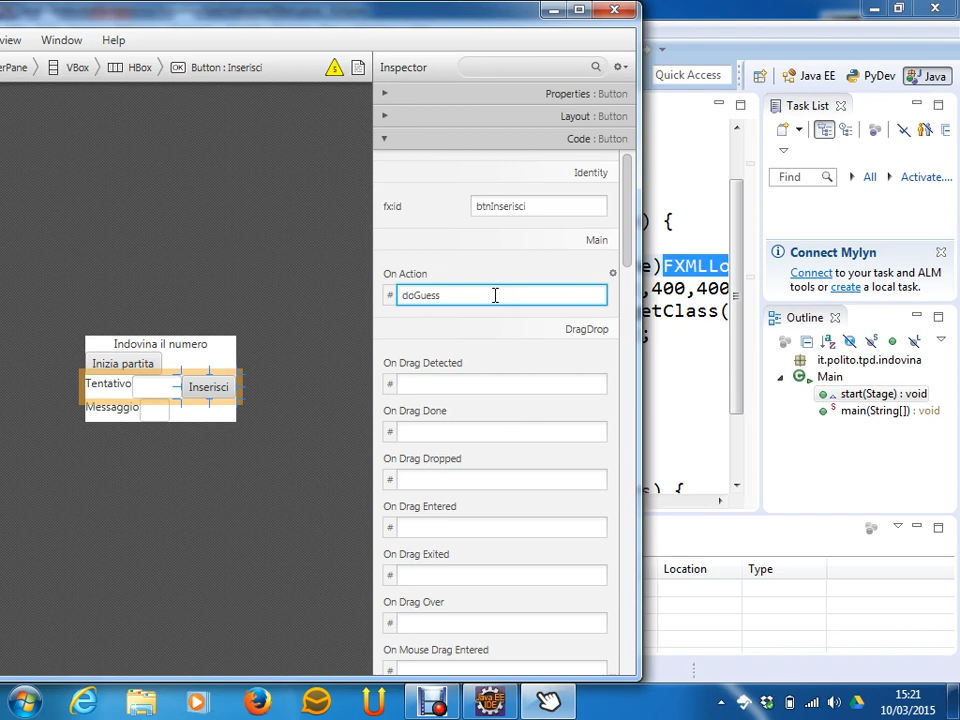 view Window Help
erPane VBox HBox OK Button : Inserisci
Inspector
Properties : Button
Layout : Button
Code : Button
Identity
fx:id btnInserisci
Main
On Action
# doGuess
DragDrop
On Drag Detected
#
On Drag Done
#
On Drag Dropped
#
On Drag Entered
#
On Drag Exited
#
On Drag Over
#
On Mouse Drag Entered
#
Indovina il numero
Inizia partita
Tentativo Inserisci
Messaggio
Quick Access Java EE PyDev Java
) {
e)FXMLLo
,400,400
etClass(
;
s) {
Task List
Find All Activate....
Connect Mylyn
Connect to your task and ALM
tools or create a local task.
Outline
it.polito.tpd.indovina
Main
start(Stage) : void
main(String[]) : void
Location Type
Java EE
IDE
15:21
10/03/2015